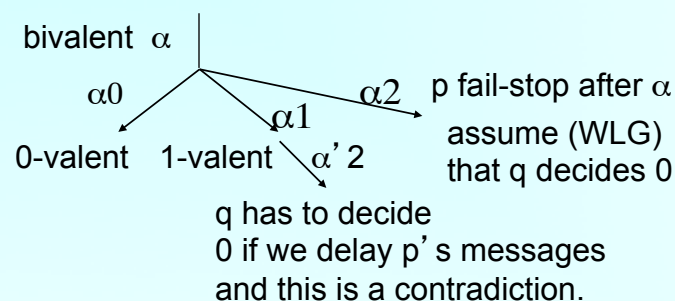 bivalent α
α0
α1
α2
p fail-stop after α
assume (WLG)
that q decides 0
0-valent
1-valent
α’2
q has to decide
0 if we delay p’s messages
and this is a contradiction.